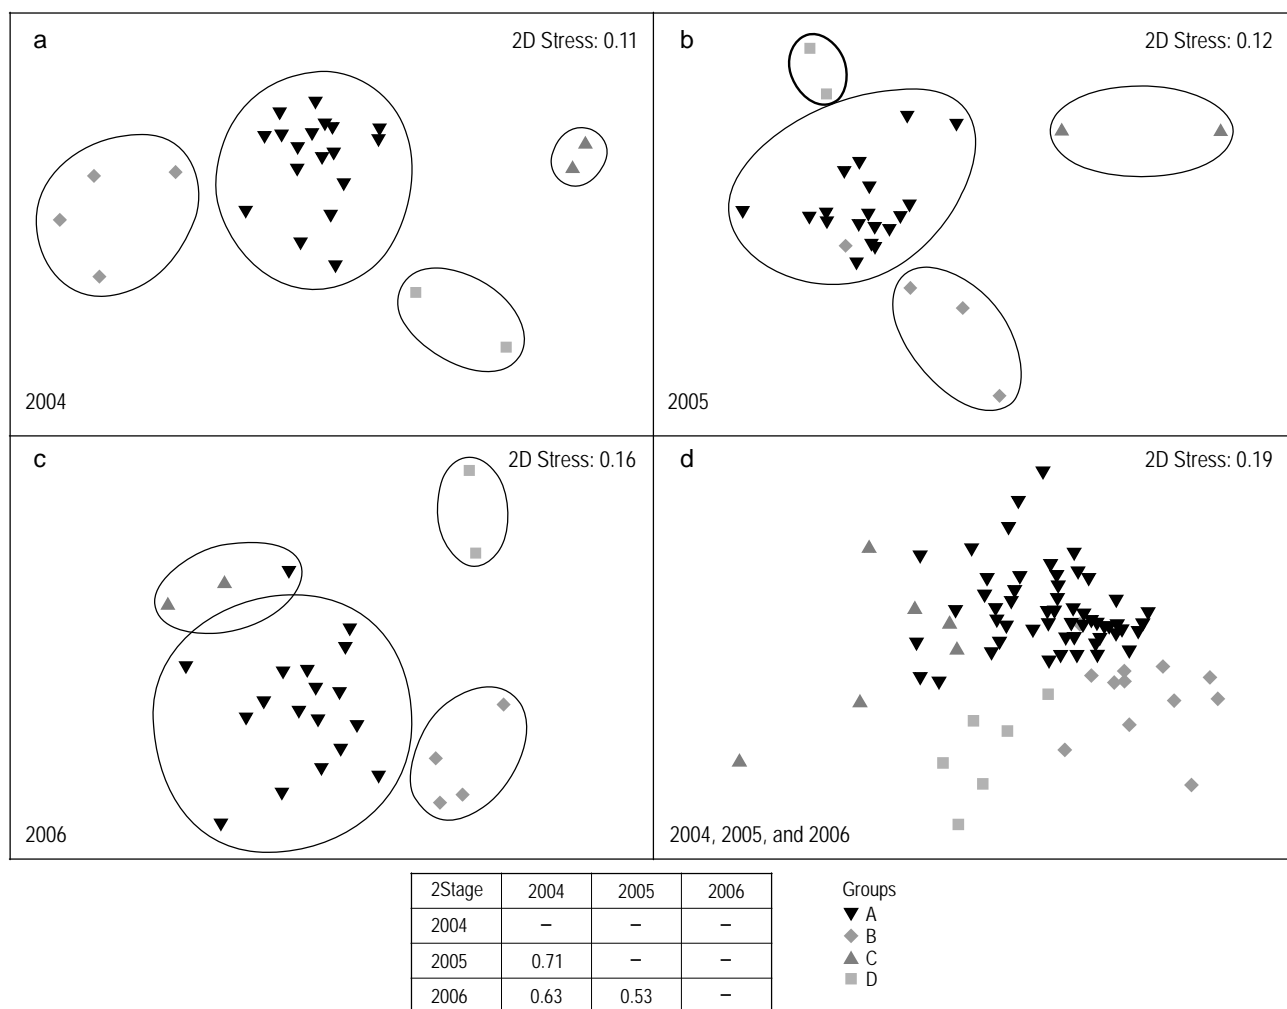 a
2D Stress: 0.11
2004
b
2D Stress: 0.12
2005
c
2D Stress: 0.16
2006
d
2D Stress: 0.19
2004, 2005, and 2006
2Stage 2004 2005 2006
2004 – – –
2005 0.71 – –
2006 0.63 0.53 –
Groups
A
B
C
D